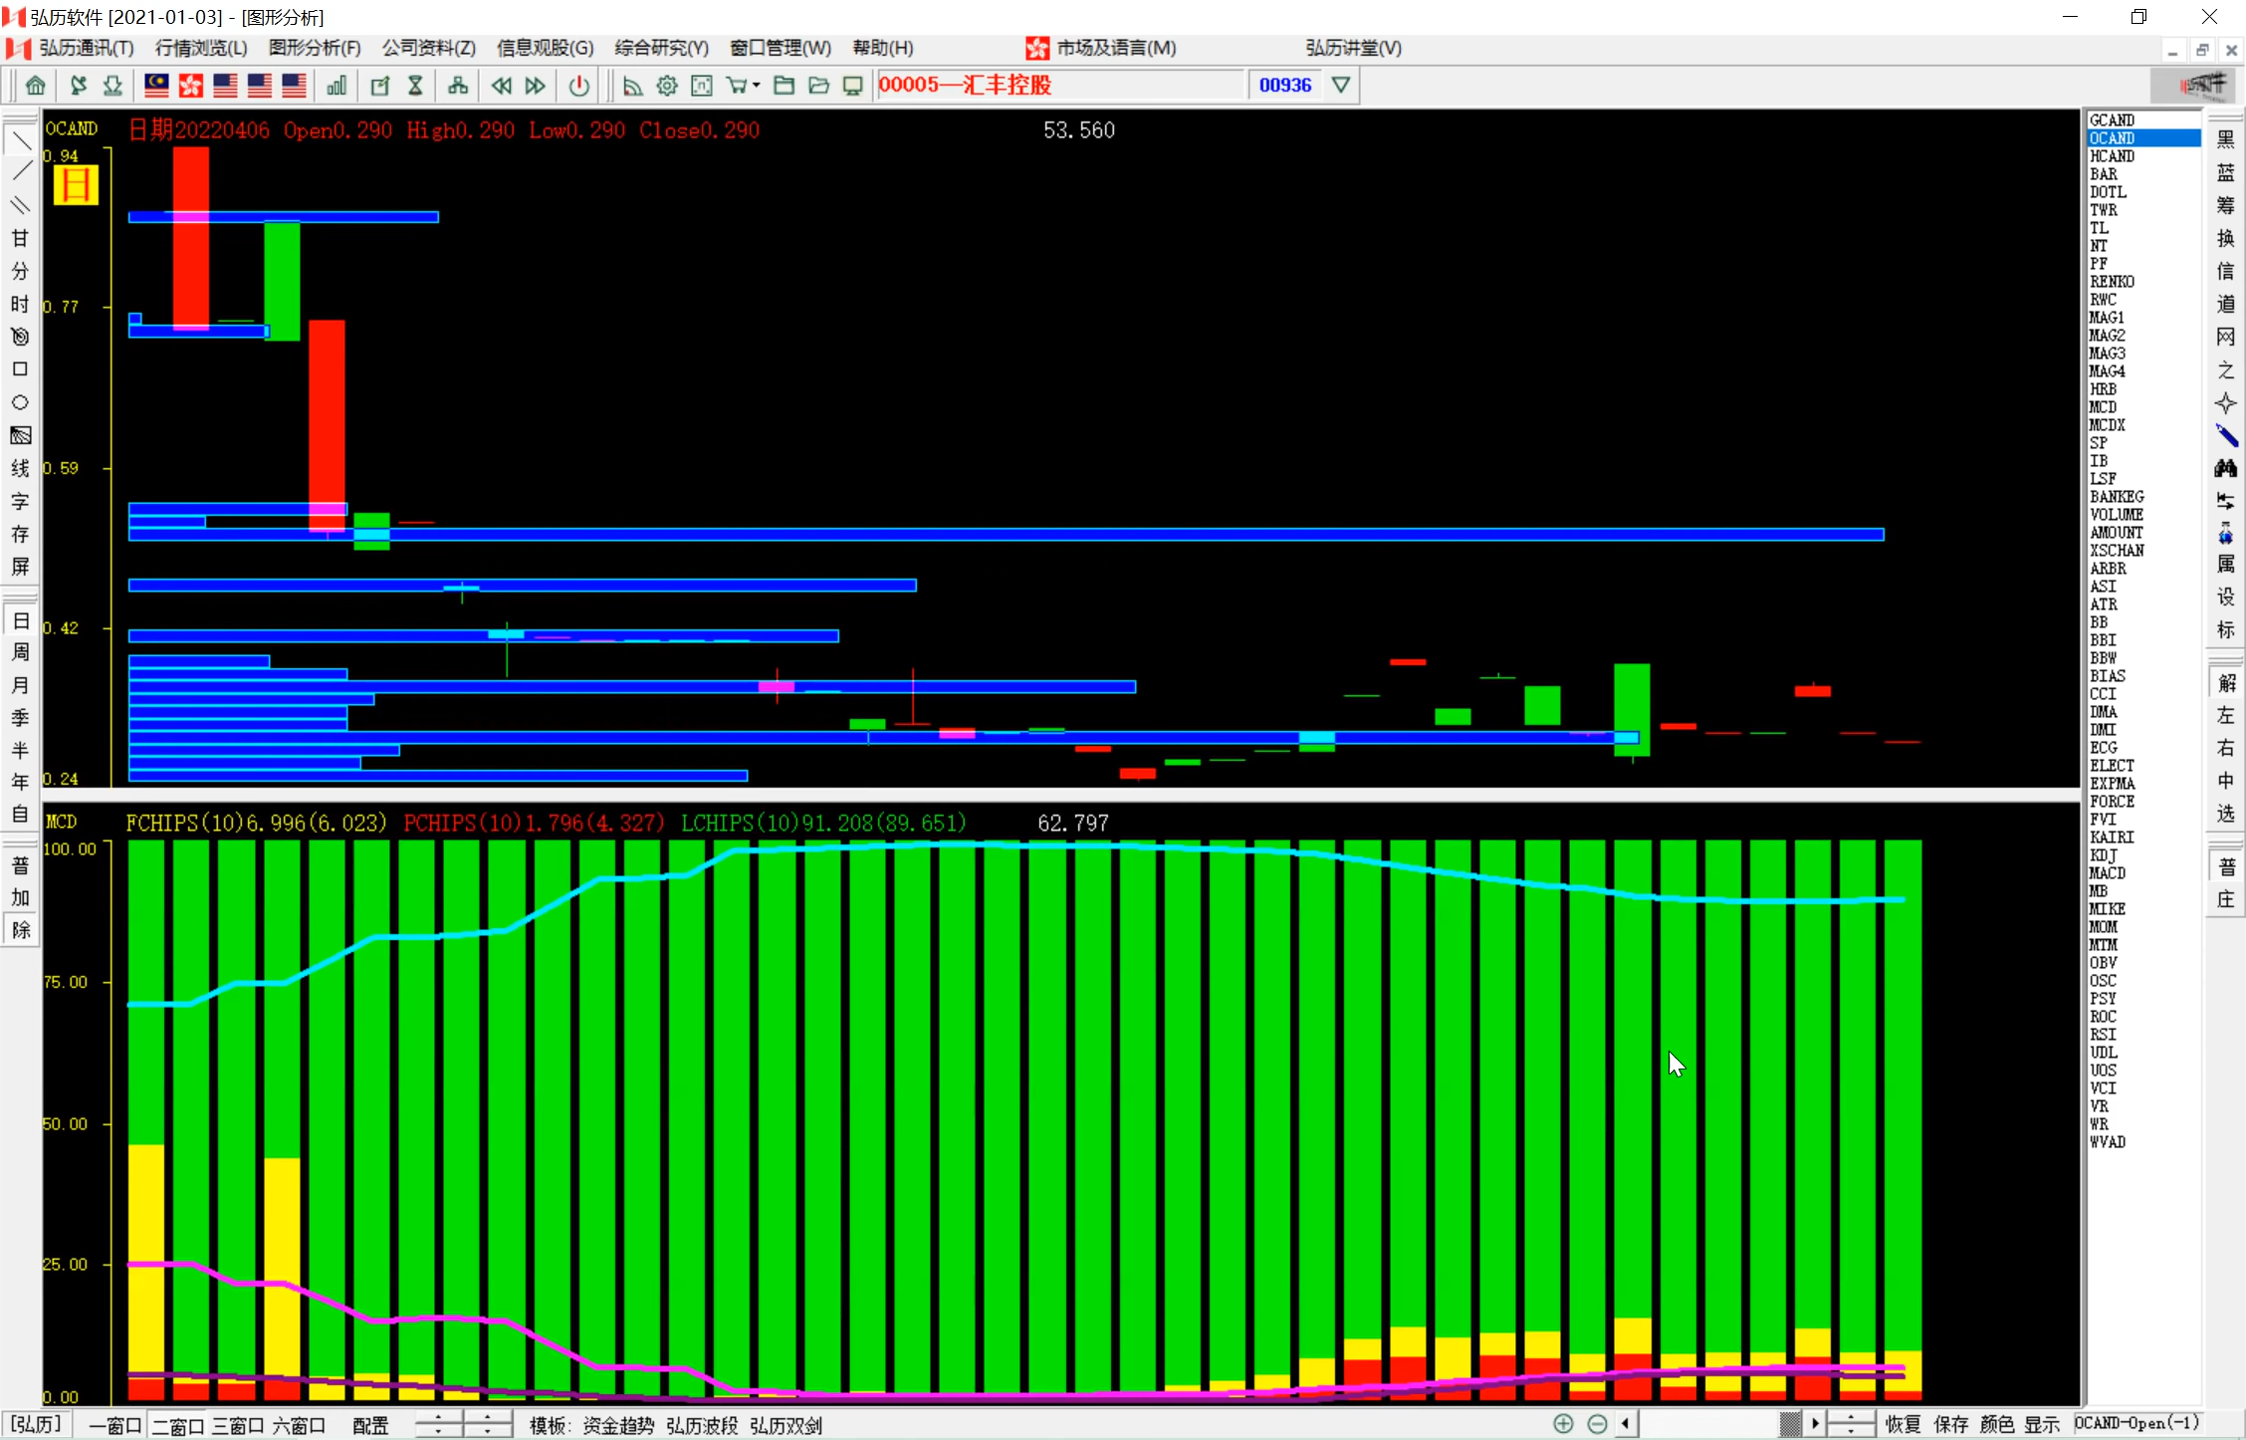 弘历软件 [2021-01-03] - [图形分析]
弘历通讯(T) 行情浏览(L) 图形分析(F) 公司资料(Z) 信息观股(G) 综合研究(Y) 窗口管理(W) 帮助(H) 市场及语言(M) 弘历讲堂(V)
00005—汇丰控股 00936
OCAND 日期20220406 Open0.290 High0.290 Low0.290 Close0.290 53.560
0.94
日
0.77
0.59
0.42
0.24
MCD FCHIPS(10)6.996(6.023) PCHIPS(10)1.796(4.327) LCHIPS(10)91.208(89.651) 62.797
100.00
75.00
50.00
25.00
0.00
甘
分
时
线
字
存
屏
日
周
月
季
半
年
自
普
加
除
GCAND
OCAND
HCAND
BAR
DOTL
TWR
TL
NT
PF
RENKO
RWC
MAG1
MAG2
MAG3
MAG4
HRB
MCD
MCDX
SP
IB
LSF
BANKEG
VOLUME
AMOUNT
XSCHAN
ARBR
ASI
ATR
BB
BBI
BBW
BIAS
CCI
DMA
DMI
ECG
ELECT
EXPMA
FORCE
FVI
KAIRI
KDJ
MACD
MB
MIKE
MOM
MTM
OBV
OSC
PSY
ROC
RSI
UDL
UOS
VCI
VR
WR
WVAD
黑
蓝
筹
换
信
道
网
之
属
设
标
解
左
右
中
选
普
庄
[弘历] 一窗口 二窗口 三窗口 六窗口 配置 模板: 资金趋势 弘历波段 弘历双剑 恢复 保存 颜色 显示 OCAND-Open(-1)